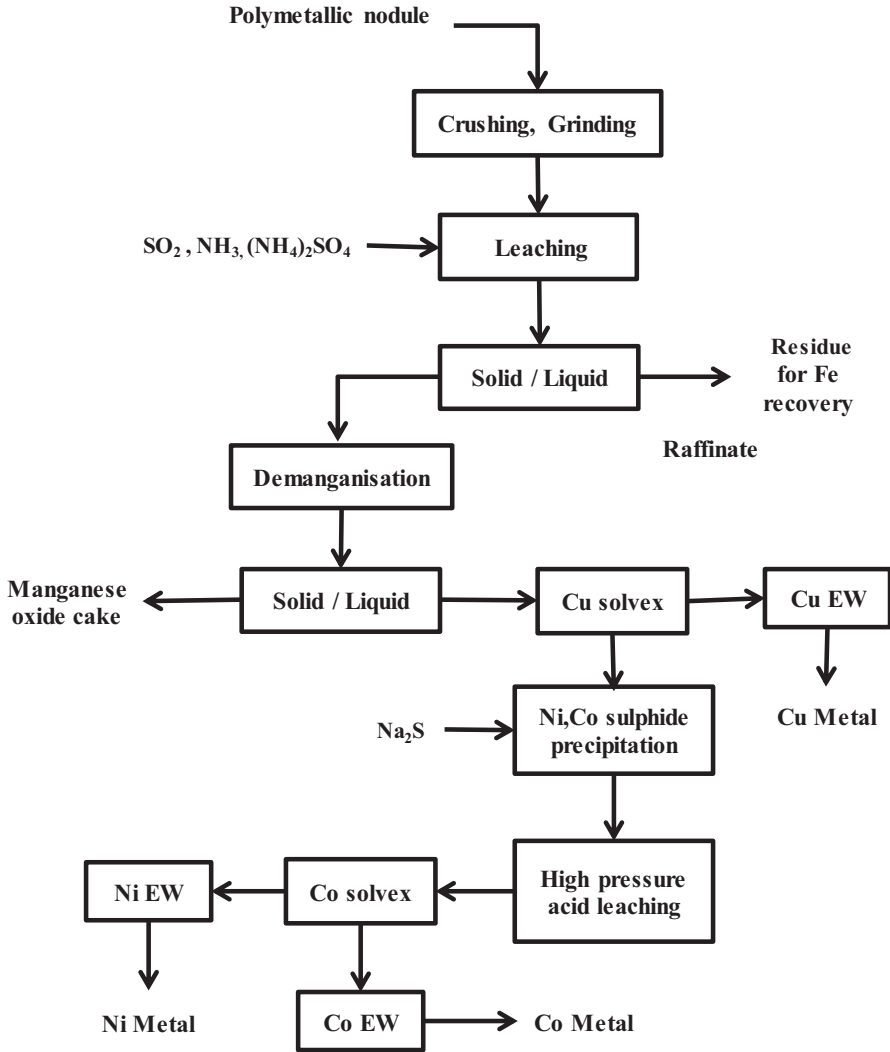 Polymetallic nodule
Crushing, Grinding
SO₂ , NH₃, (NH₄)₂SO₄
Leaching
Solid / Liquid
Residue
for Fe
recovery
Raffinate
Demanganisation
Manganese
oxide cake
Solid / Liquid
Cu solvex
Cu EW
Na₂S
Ni,Co sulphide
precipitation
Cu Metal
High pressure
acid leaching
Co solvex
Ni EW
Ni Metal
Co EW
Co Metal